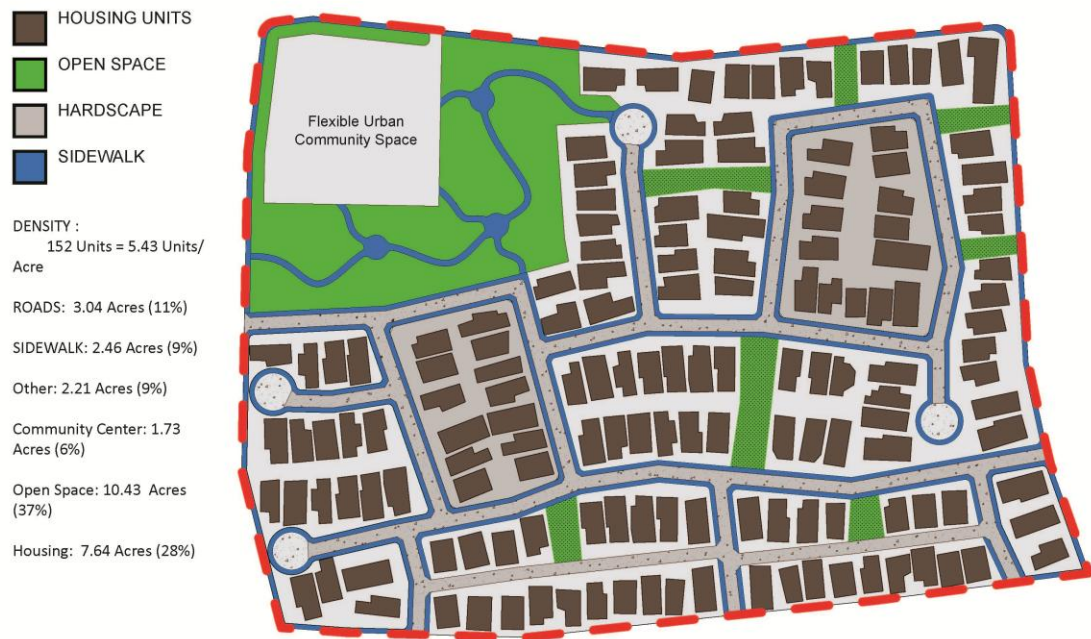 HOUSING UNITS
OPEN SPACE
HARDSCAPE
SIDEWALK
DENSITY :
152 Units = 5.43 Units/
Acre
ROADS: 3.04 Acres (11%)
SIDEWALK: 2.46 Acres (9%)
Other: 2.21 Acres (9%)
Community Center: 1.73
Acres (6%)
Open Space: 10.43 Acres
(37%)
Housing: 7.64 Acres (28%)
Flexible Urban
Community Space